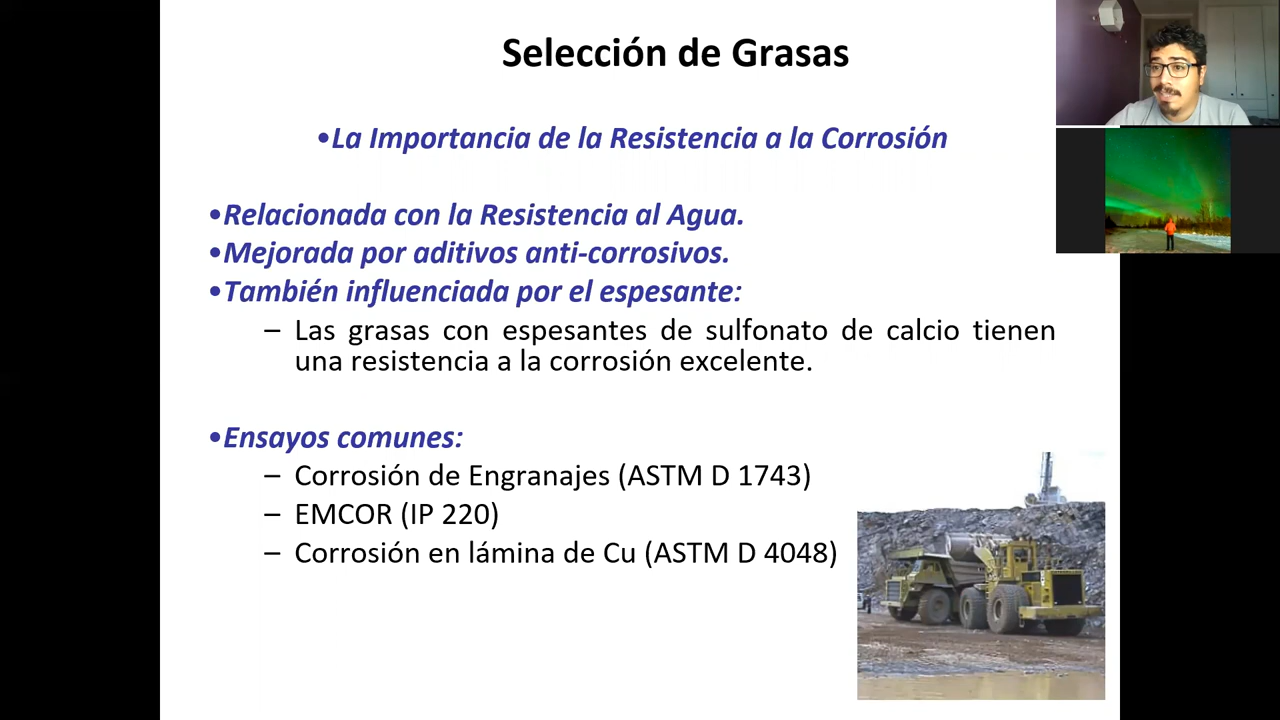 Selección de Grasas
•La Importancia de la Resistencia a la Corrosión
•Relacionada con la Resistencia al Agua.
•Mejorada por aditivos anti-corrosivos.
•También influenciada por el espesante:
– Las grasas con espesantes de sulfonato de calcio tienen
una resistencia a la corrosión excelente.
•Ensayos comunes:
– Corrosión de Engranajes (ASTM D 1743)
– EMCOR (IP 220)
– Corrosión en lámina de Cu (ASTM D 4048)